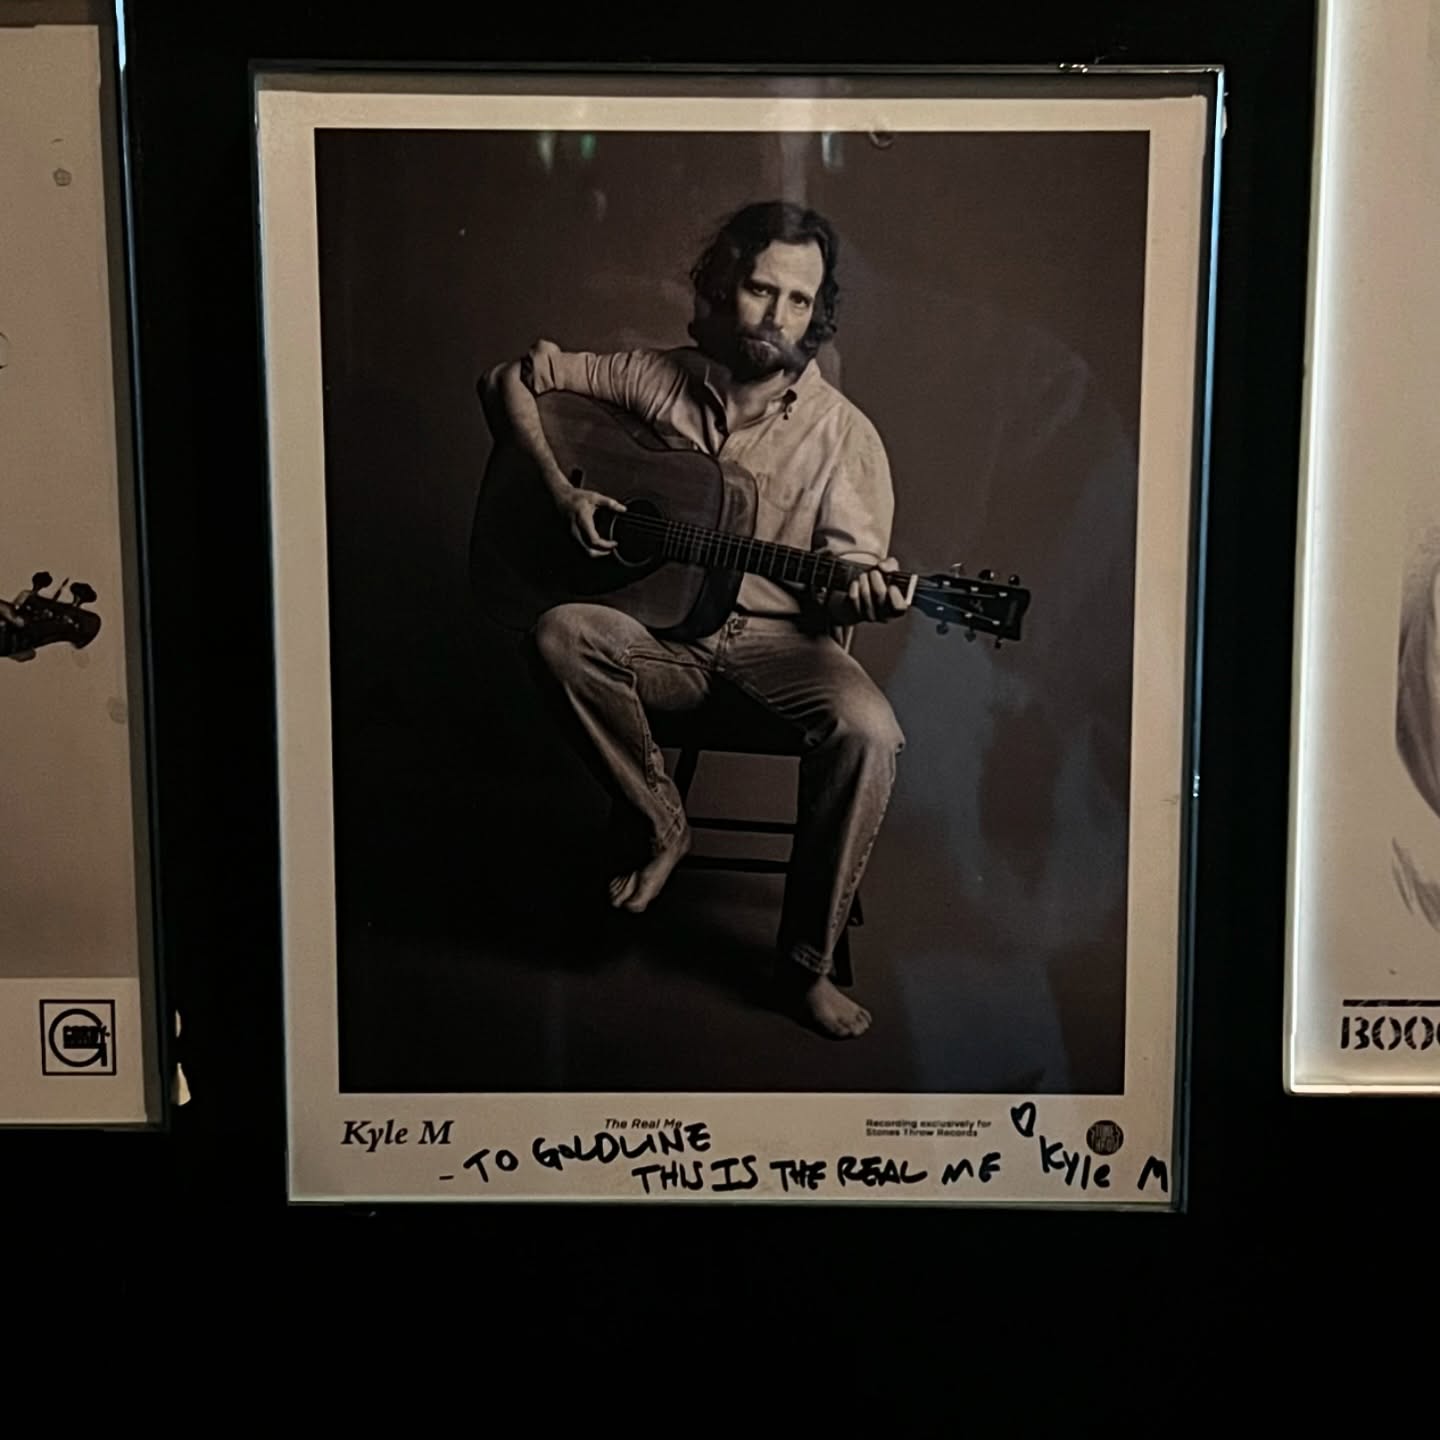 Kyle M
The Real Me
Recording exclusively for
Stones Throw Records
- TO GOLDLINE
THIS IS THE REAL ME
♡ Kyle M
BOO